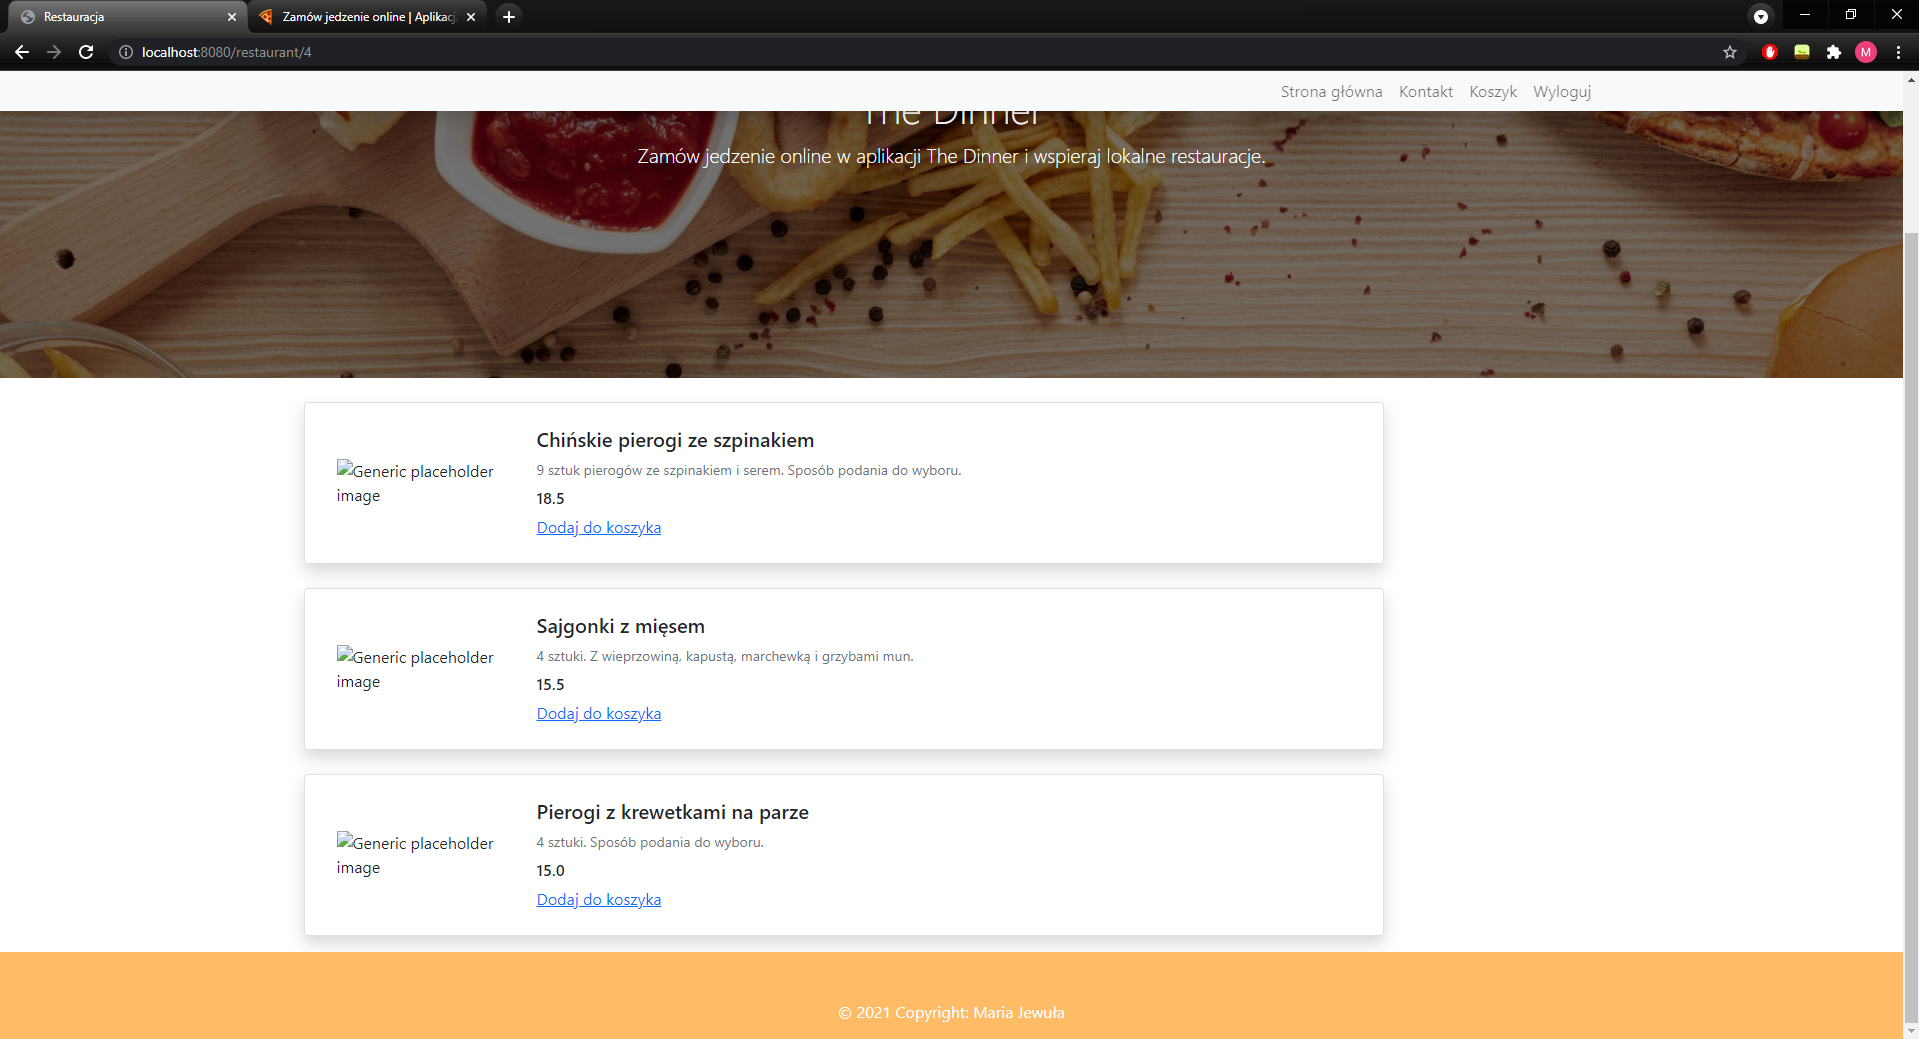 Restauracja
Zamów jedzenie online | Aplikacj
localhost:8080/restaurant/4
M
Strona główna Kontakt Koszyk Wyloguj
The Dinner
Zamów jedzenie online w aplikacji The Dinner i wspieraj lokalne restauracje.
Generic placeholder
image
Chińskie pierogi ze szpinakiem
9 sztuk pierogów ze szpinakiem i serem. Sposób podania do wyboru.
18.5
Dodaj do koszyka
Generic placeholder
image
Sajgonki z mięsem
4 sztuki. Z wieprzowiną, kapustą, marchewką i grzybami mun.
15.5
Dodaj do koszyka
Generic placeholder
image
Pierogi z krewetkami na parze
4 sztuki. Sposób podania do wyboru.
15.0
Dodaj do koszyka
© 2021 Copyright: Maria Jewuła